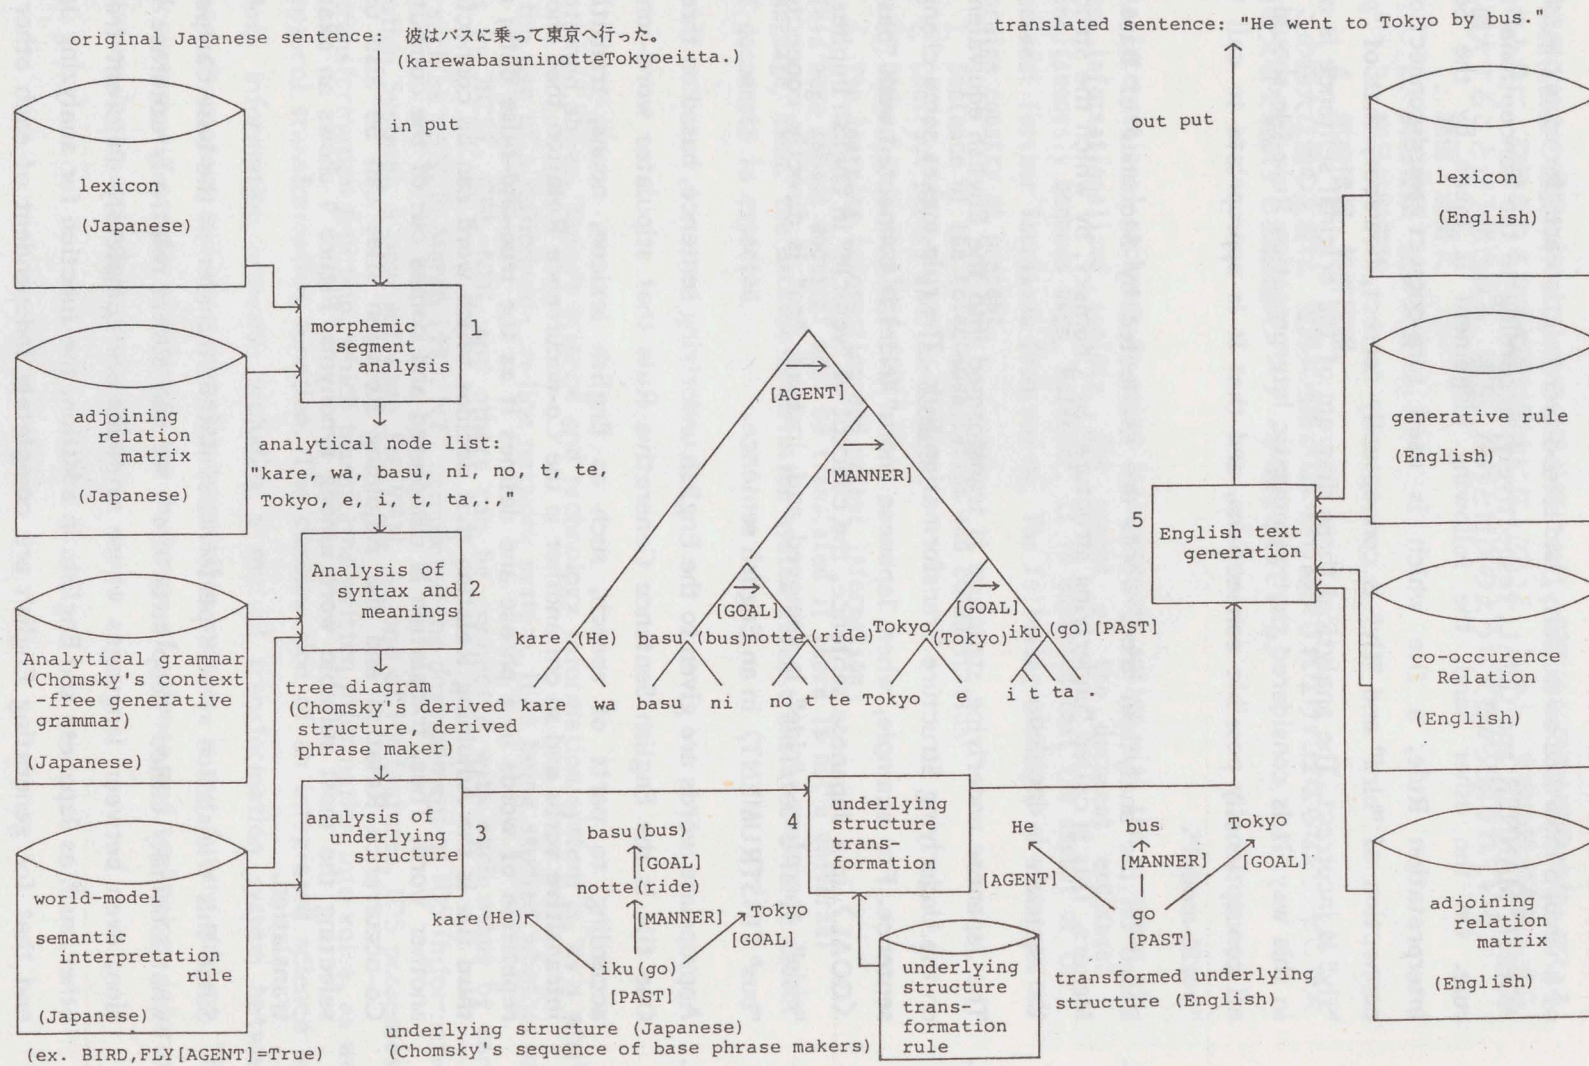 original Japanese sentence: 彼はバスに乗って東京へ行った。
(karewabasuninotteTokyoeitta.)
translated sentence: "He went to Tokyo by bus."
in put
out put
lexicon
(Japanese)
morphemic
segment
analysis
1
adjoining
relation
matrix
(Japanese)
analytical node list:
"kare, wa, basu, ni, no, t, te,
Tokyo, e, i, t, ta,.,"
Analysis of
syntax and
meanings
2
Analytical grammar
(Chomsky's context
-free generative
grammar)
(Japanese)
tree diagram
(Chomsky's derived
structure, derived
phrase maker)
analysis of
underlying
structure
3
world-model
semantic
interpretation
rule
(Japanese)
(ex. BIRD,FLY[AGENT]=True)
[AGENT]
[MANNER]
[GOAL]
[GOAL]
kare (He) basu (bus) notte (ride) Tokyo (Tokyo) iku (go) [PAST]
kare wa basu ni no t te Tokyo e i t ta .
basu(bus)
[GOAL]
notte(ride)
kare(He)
[MANNER]
Tokyo
[GOAL]
iku(go)
[PAST]
underlying structure (Japanese)
(Chomsky's sequence of base phrase makers)
4
underlying
structure
trans-
formation
underlying
structure
trans-
formation
rule
He
bus
Tokyo
[AGENT]
[MANNER]
[GOAL]
go
[PAST]
transformed underlying
structure (English)
5
English text
generation
lexicon
(English)
generative rule
(English)
co-occurence
Relation
(English)
adjoining
relation
matrix
(English)